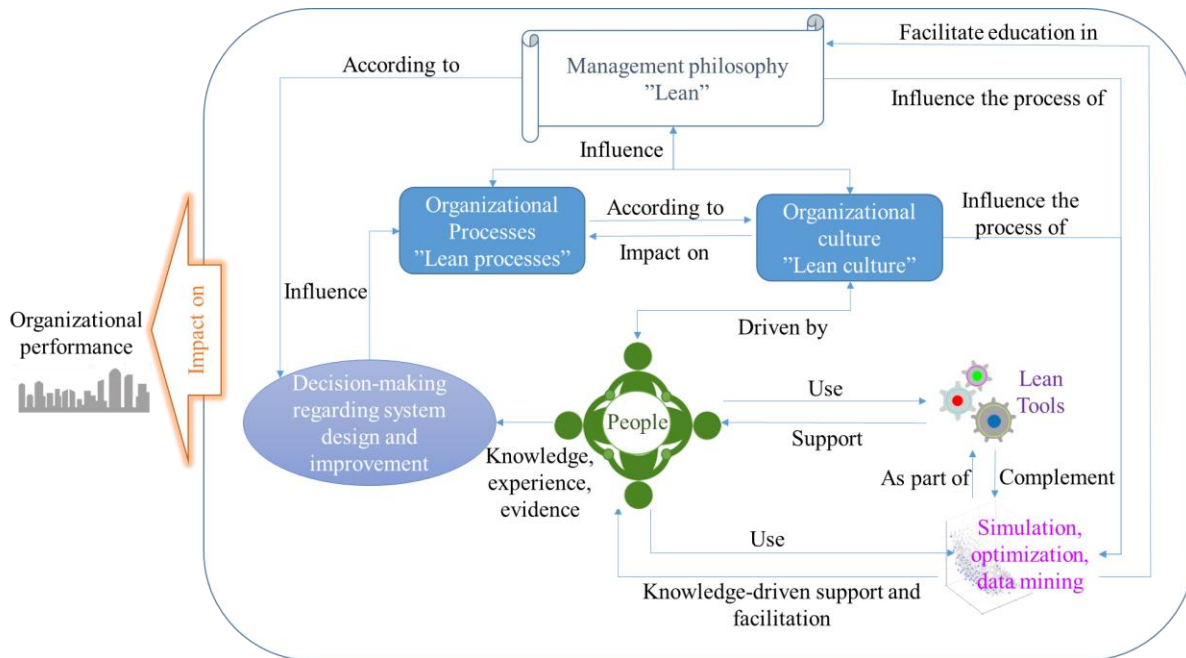 Facilitate education in
According to
Management philosophy
”Lean”
Influence the process of
Influence
Organizational
Processes
”Lean processes”
According to
Impact on
Organizational
culture
”Lean culture”
Influence the
process of
Impact on
Organizational
performance
Influence
Driven by
Decision-making
regarding system
design and
improvement
People
Use
Support
Lean
Tools
Knowledge,
experience,
evidence
As part of
Complement
Use
Simulation,
optimization,
data mining
Knowledge-driven support and
facilitation